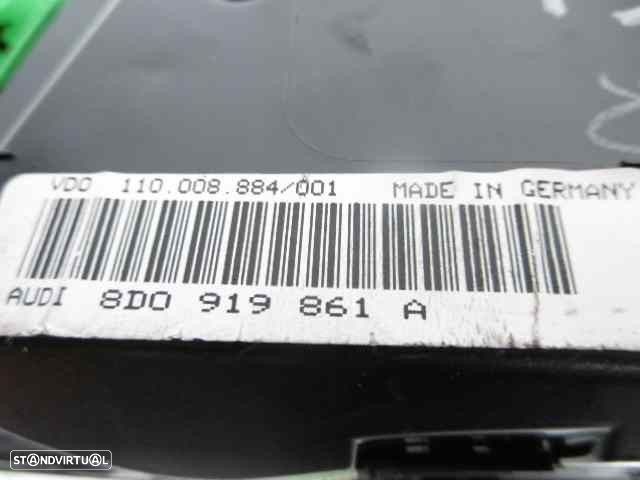 VDO 110.008.884/001 MADE IN GERMANY
AUDI 8D0 919 861 A
STANDVIRTUAL